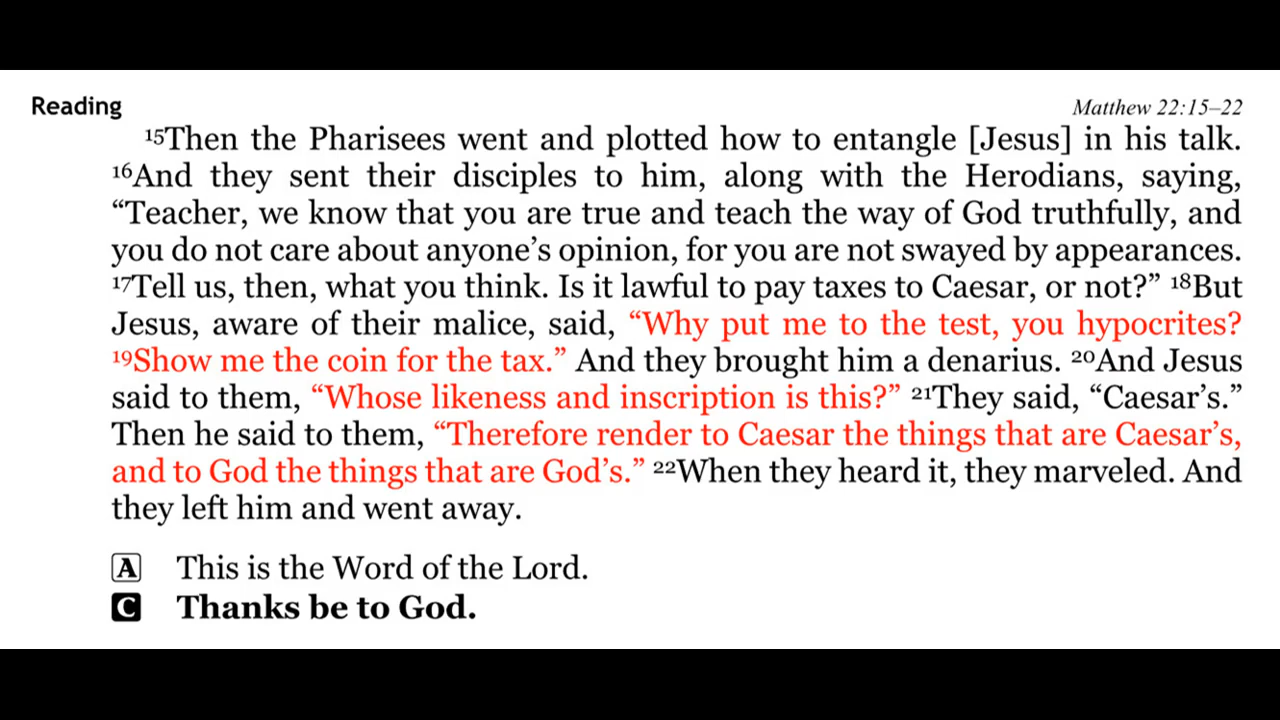 Reading
Matthew 22:15–22
15Then the Pharisees went and plotted how to entangle [Jesus] in his talk.
16And they sent their disciples to him, along with the Herodians, saying,
“Teacher, we know that you are true and teach the way of God truthfully, and
you do not care about anyone’s opinion, for you are not swayed by appearances.
17Tell us, then, what you think. Is it lawful to pay taxes to Caesar, or not?” 18But
Jesus, aware of their malice, said, “Why put me to the test, you hypocrites?
19Show me the coin for the tax.” And they brought him a denarius. 20And Jesus
said to them, “Whose likeness and inscription is this?” 21They said, “Caesar’s.”
Then he said to them, “Therefore render to Caesar the things that are Caesar’s,
and to God the things that are God’s.” 22When they heard it, they marveled. And
they left him and went away.
A This is the Word of the Lord.
C Thanks be to God.